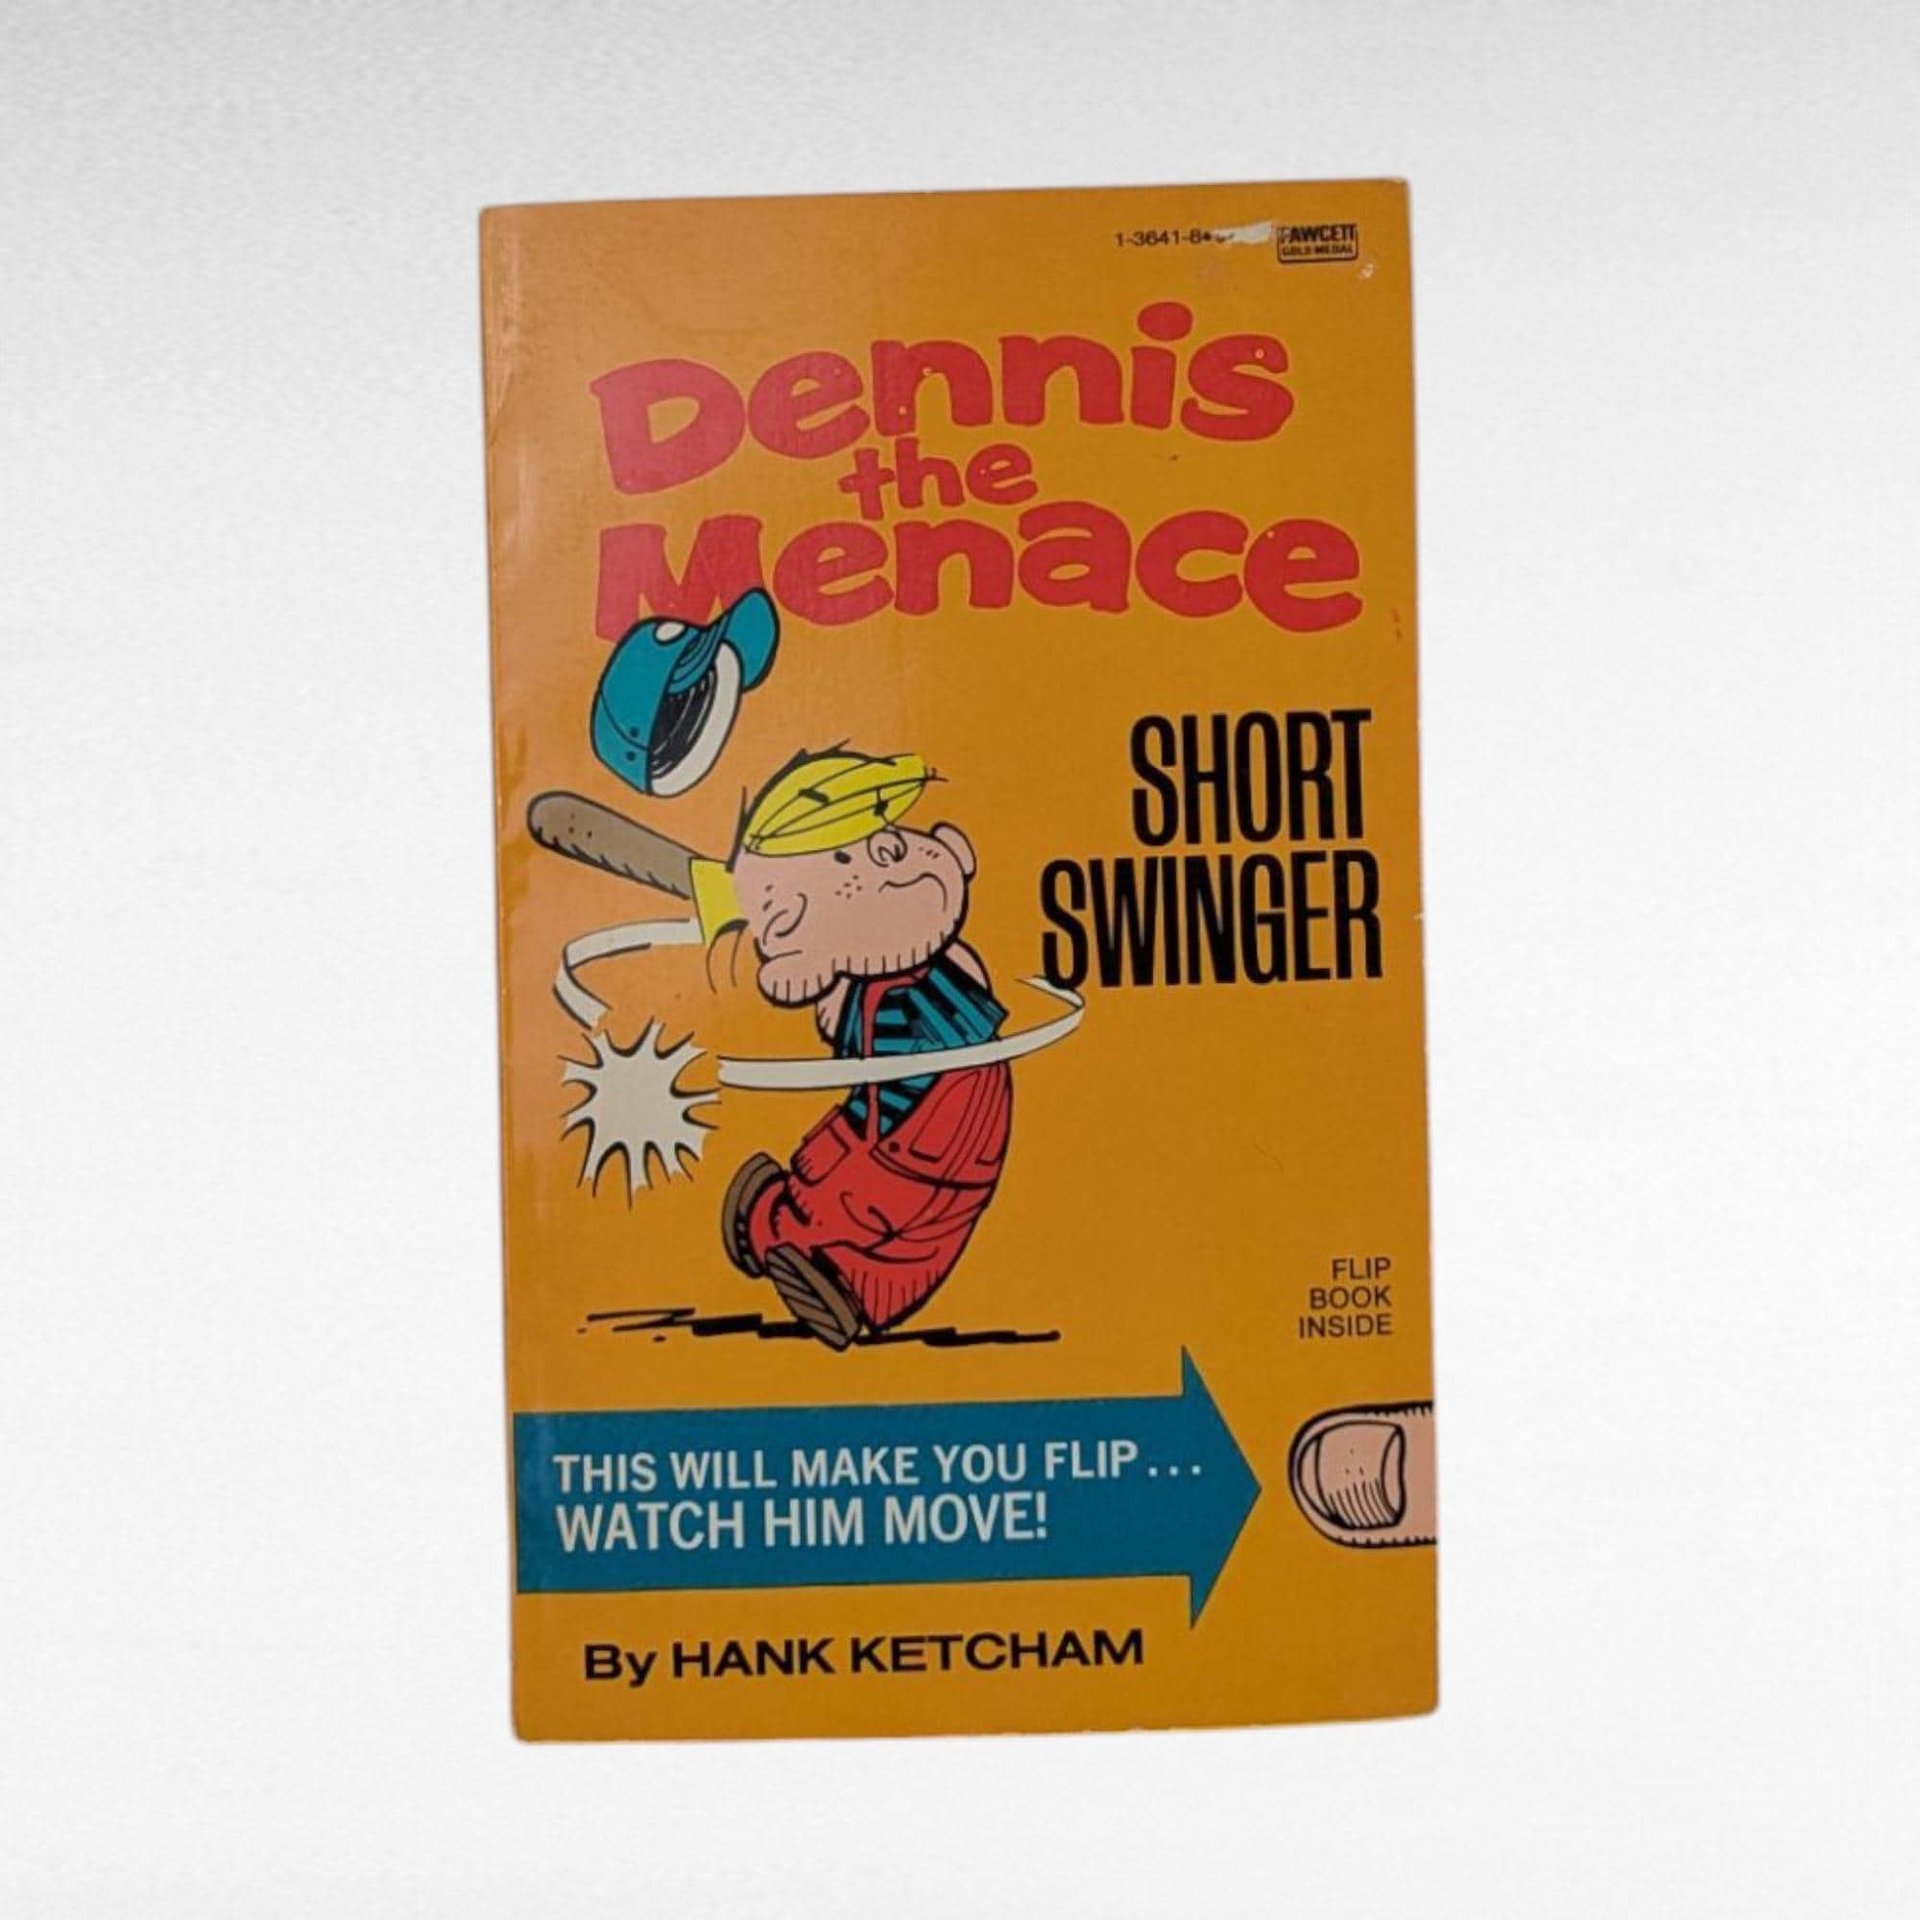 1-3641-8
FAWCETT
GOLD MEDAL
Dennis
the
Menace
SHORT
SWINGER
FLIP
BOOK
INSIDE
THIS WILL MAKE YOU FLIP...
WATCH HIM MOVE!
By HANK KETCHAM